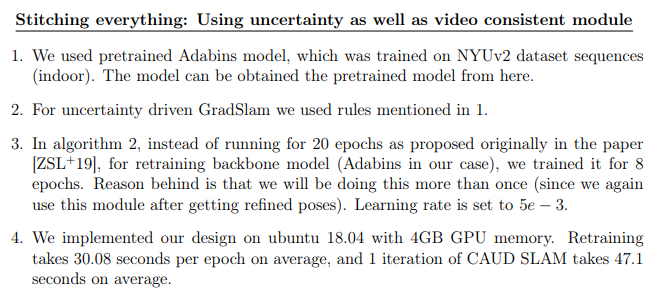 Stitching everything: Using uncertainty as well as video consistent module
1. We used pretrained Adabins model, which was trained on NYUv2 dataset sequences
(indoor). The model can be obtained the pretrained model from here.
2. For uncertainty driven GradSlam we used rules mentioned in 1.
3. In algorithm 2, instead of running for 20 epochs as proposed originally in the paper
[ZSL+19], for retraining backbone model (Adabins in our case), we trained it for 8
epochs. Reason behind is that we will be doing this more than once (since we again
use this module after getting refined poses). Learning rate is set to 5e − 3.
4. We implemented our design on ubuntu 18.04 with 4GB GPU memory. Retraining
takes 30.08 seconds per epoch on average, and 1 iteration of CAUD SLAM takes 47.1
seconds on average.